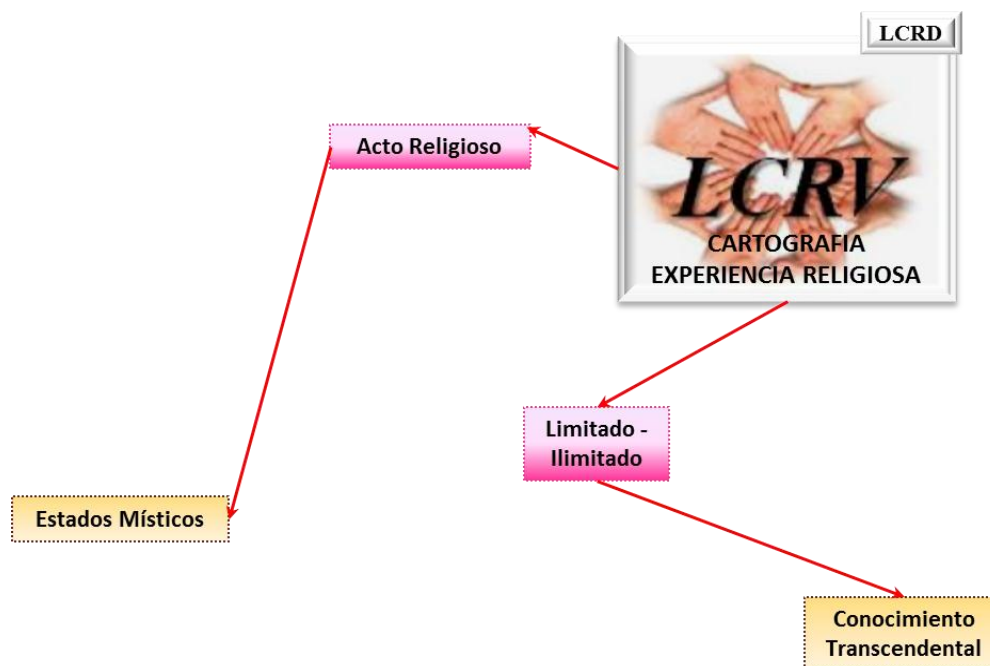 LCRD
LCRV
CARTOGRAFIA
EXPERIENCIA RELIGIOSA
Acto Religioso
Limitado -
Ilimitado
Estados Místicos
Conocimiento
Transcendental